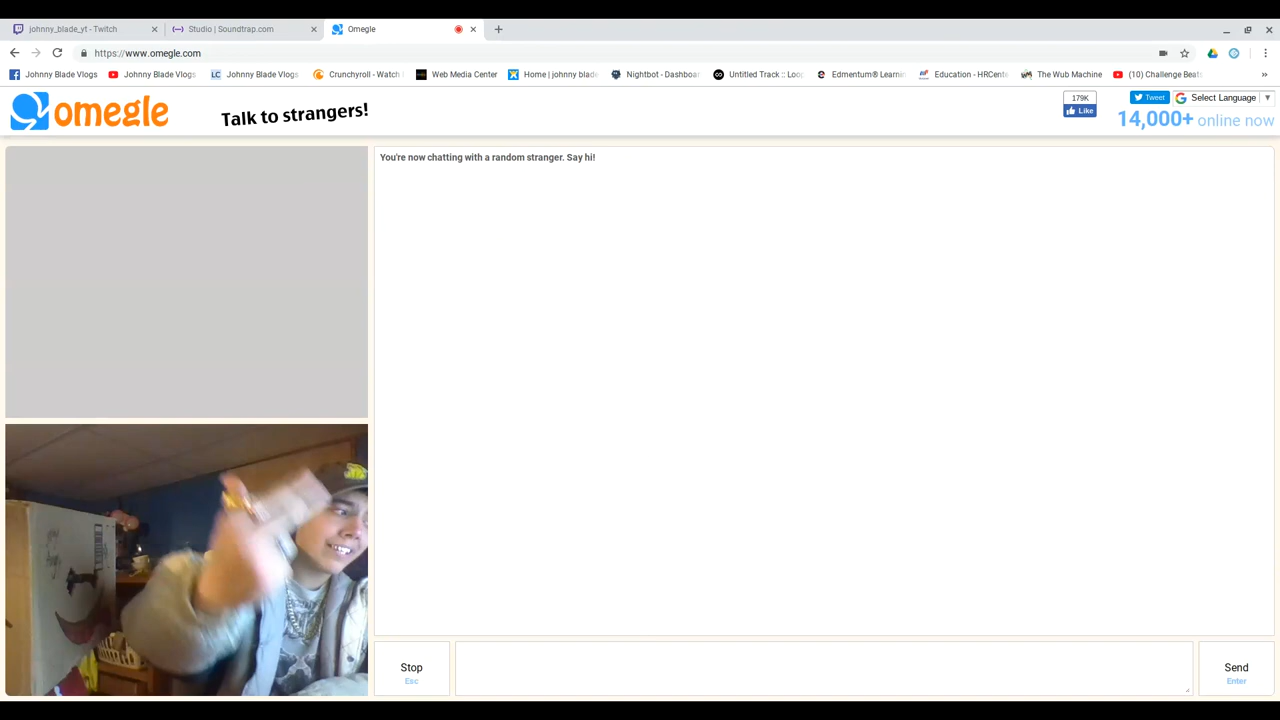 johnny_blade_yt - Twitch
Studio | Soundtrap.com
Omegle
https://www.omegle.com
Johnny Blade Vlogs
Johnny Blade Vlogs
LC Johnny Blade Vlogs
Crunchyroll - Watch
Web Media Center
Home | johnny blade
Nightbot - Dashboar
Untitled Track :: Loo
Edmentum® Learni
Education - HRCente
The Wub Machine
(10) Challenge Beat
»
omegle
Talk to strangers!
179K
Like
Tweet
Select Language
14,000+ online now
You're now chatting with a random stranger. Say hi!
Stop
Esc
Send
Enter